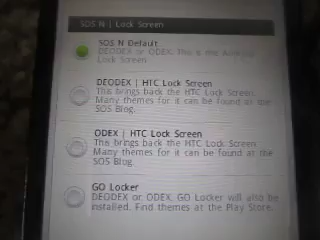 SOS N | Lock Screen
SOS N Default
DEODEX or ODEX. This is the Android
Lock Screen
DEODEX | HTC Lock Screen
This brings back the HTC Lock Screen.
Many themes for it can be found at the
SOS Blog.
ODEX | HTC Lock Screen
This brings back the HTC Lock Screen.
Many themes for it can be found at the
SOS Blog.
GO Locker
DEODEX or ODEX. GO Locker will also be
installed. Find themes at the Play Store.